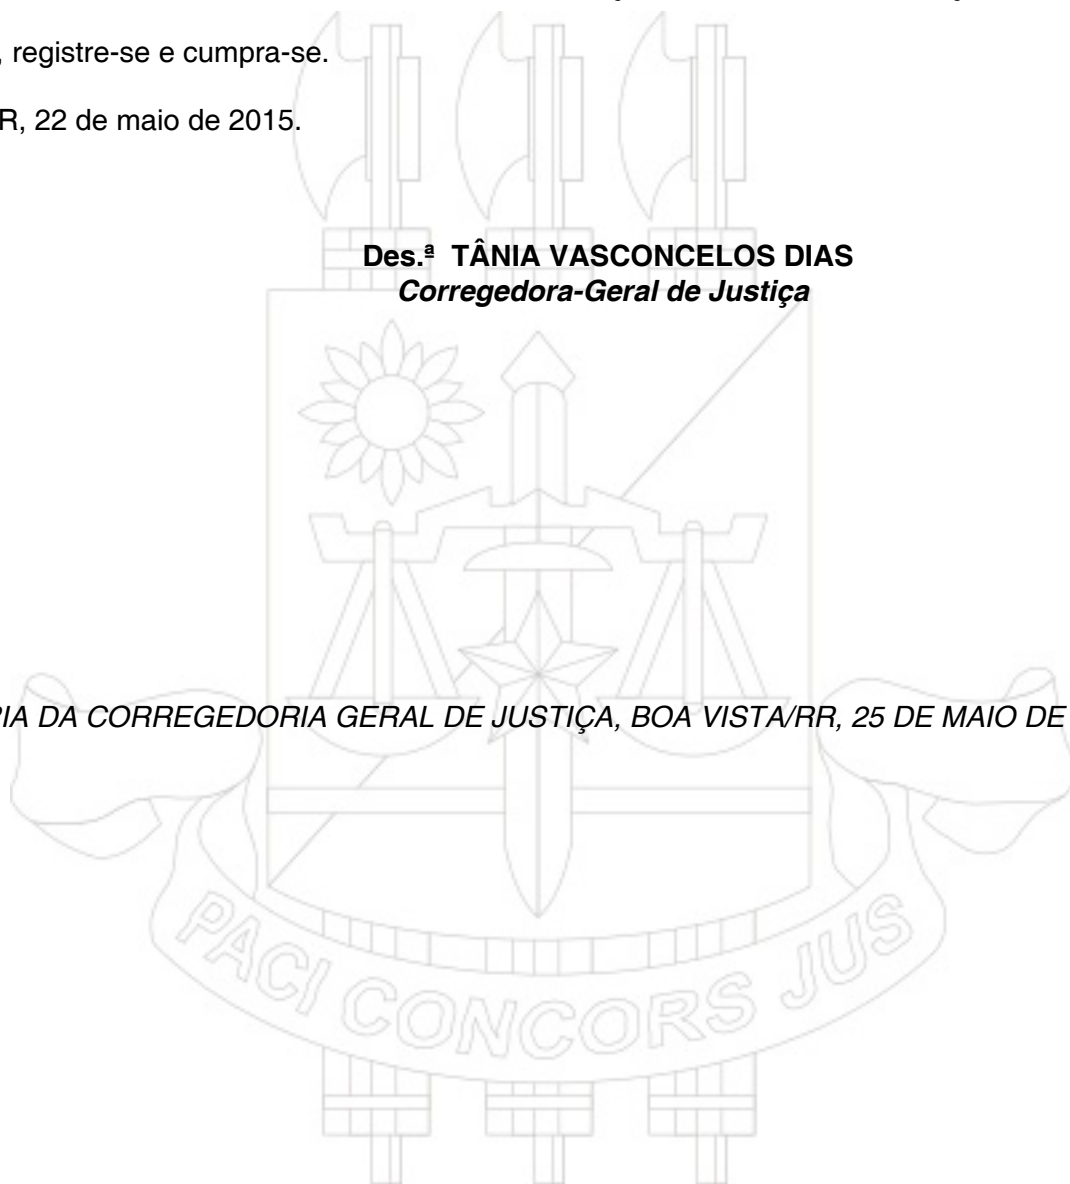 , registre-se e cumpra-se.
R, 22 de maio de 2015.
Des.ª TÂNIA VASCONCELOS DIAS
Corregedora-Geral de Justiça
RIA DA CORREGEDORIA GERAL DE JUSTIÇA, BOA VISTA/RR, 25 DE MAIO DE
PACI CONCORS JUS